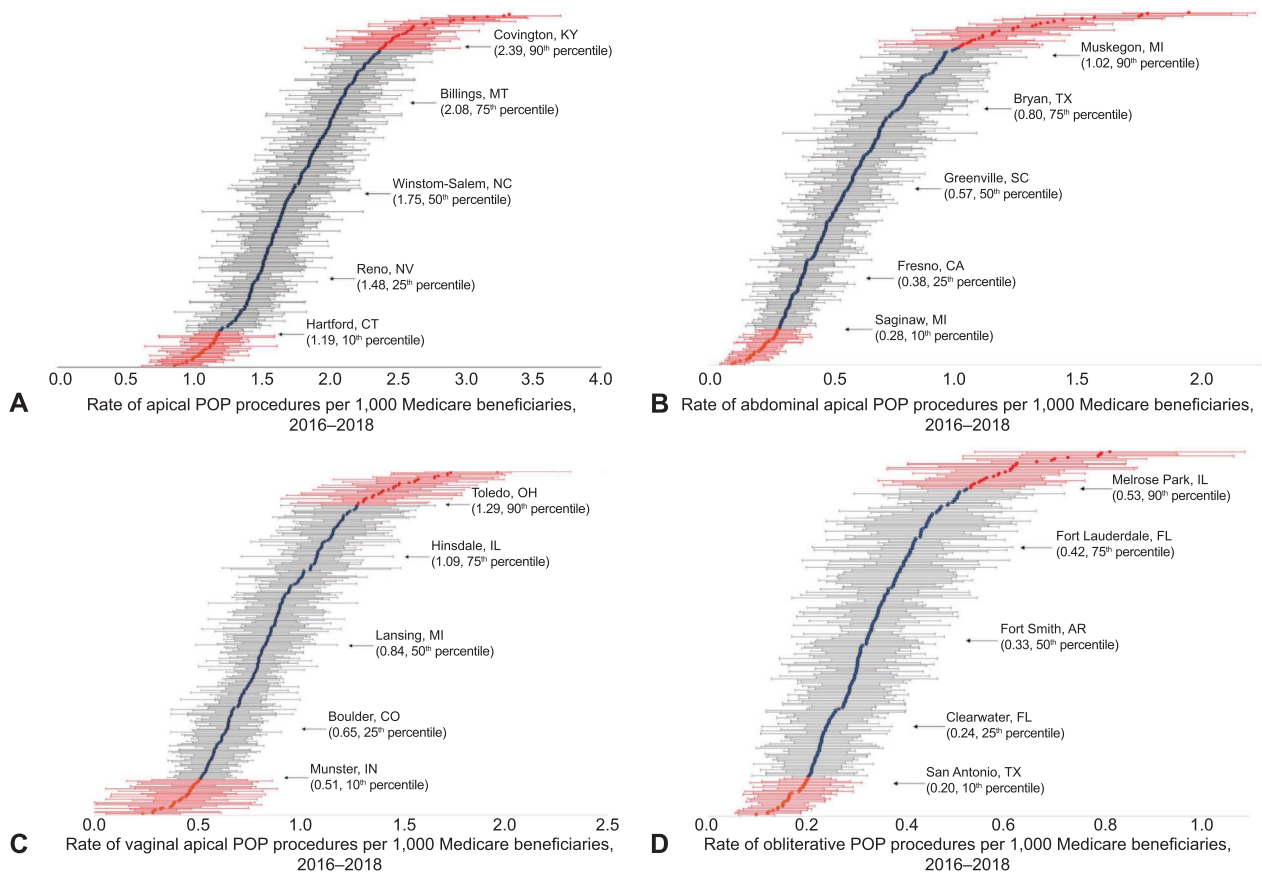 Covington, KY
(2.39, 90th percentile)
Billings, MT
(2.08, 75th percentile)
Winstom-Salem, NC
(1.75, 50th percentile)
Reno, NV
(1.48, 25th percentile)
Hartford, CT
(1.19, 10th percentile)
0.0 0.5 1.0 1.5 2.0 2.5 3.0 3.5 4.0
A Rate of apical POP procedures per 1,000 Medicare beneficiaries,
2016–2018
Muskegon, MI
(1.02, 90th percentile)
Bryan, TX
(0.80, 75th percentile)
Greenville, SC
(0.57, 50th percentile)
Fresno, CA
(0.38, 25th percentile)
Saginaw, MI
(0.28, 10th percentile)
0.0 0.5 1.0 1.5 2.0
B Rate of abdominal apical POP procedures per 1,000 Medicare beneficiaries,
2016–2018
Toledo, OH
(1.29, 90th percentile)
Hinsdale, IL
(1.09, 75th percentile)
Lansing, MI
(0.84, 50th percentile)
Boulder, CO
(0.65, 25th percentile)
Munster, IN
(0.51, 10th percentile)
0.0 0.5 1.0 1.5 2.0 2.5
C Rate of vaginal apical POP procedures per 1,000 Medicare beneficiaries,
2016–2018
Melrose Park, IL
(0.53, 90th percentile)
Fort Lauderdale, FL
(0.42, 75th percentile)
Fort Smith, AR
(0.33, 50th percentile)
Clearwater, FL
(0.24, 25th percentile)
San Antonio, TX
(0.20, 10th percentile)
0.0 0.2 0.4 0.6 0.8 1.0
D Rate of obliterative POP procedures per 1,000 Medicare beneficiaries,
2016–2018